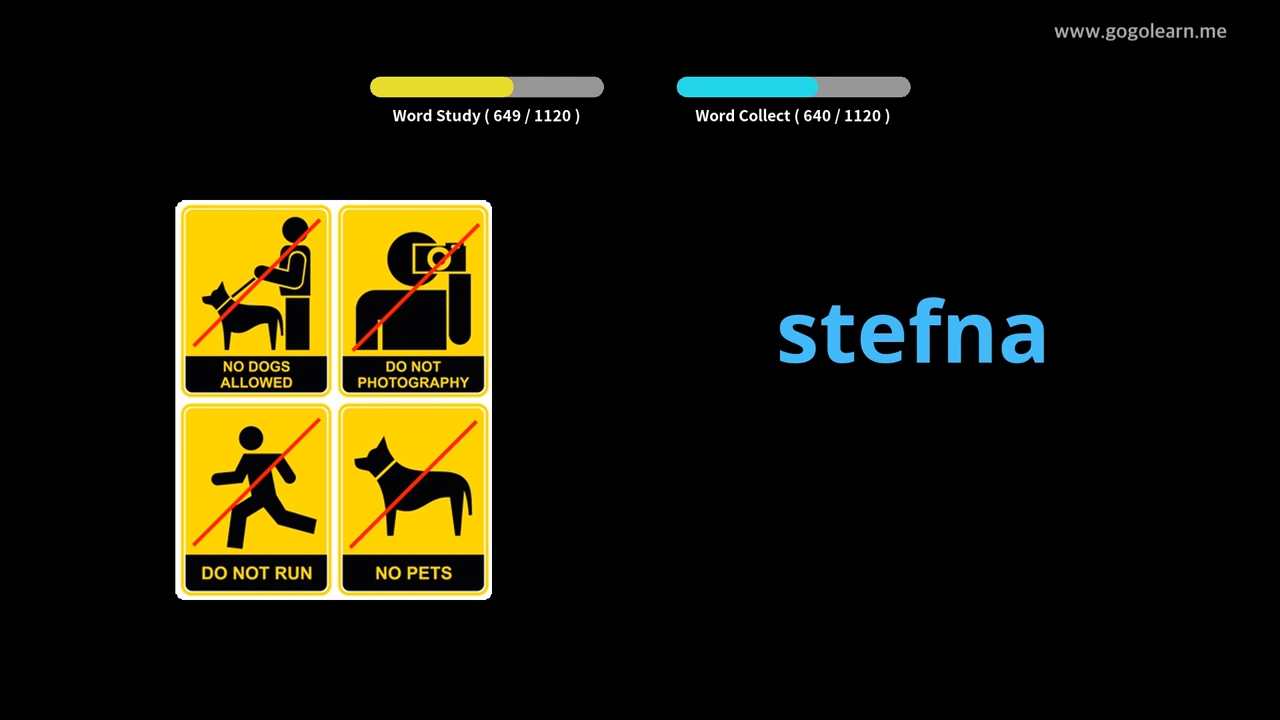 www.gogolearn.me
Word Study ( 649 / 1120 )
Word Collect ( 640 / 1120 )
NO DOGS
ALLOWED
DO NOT
PHOTOGRAPHY
stefna
DO NOT RUN
NO PETS